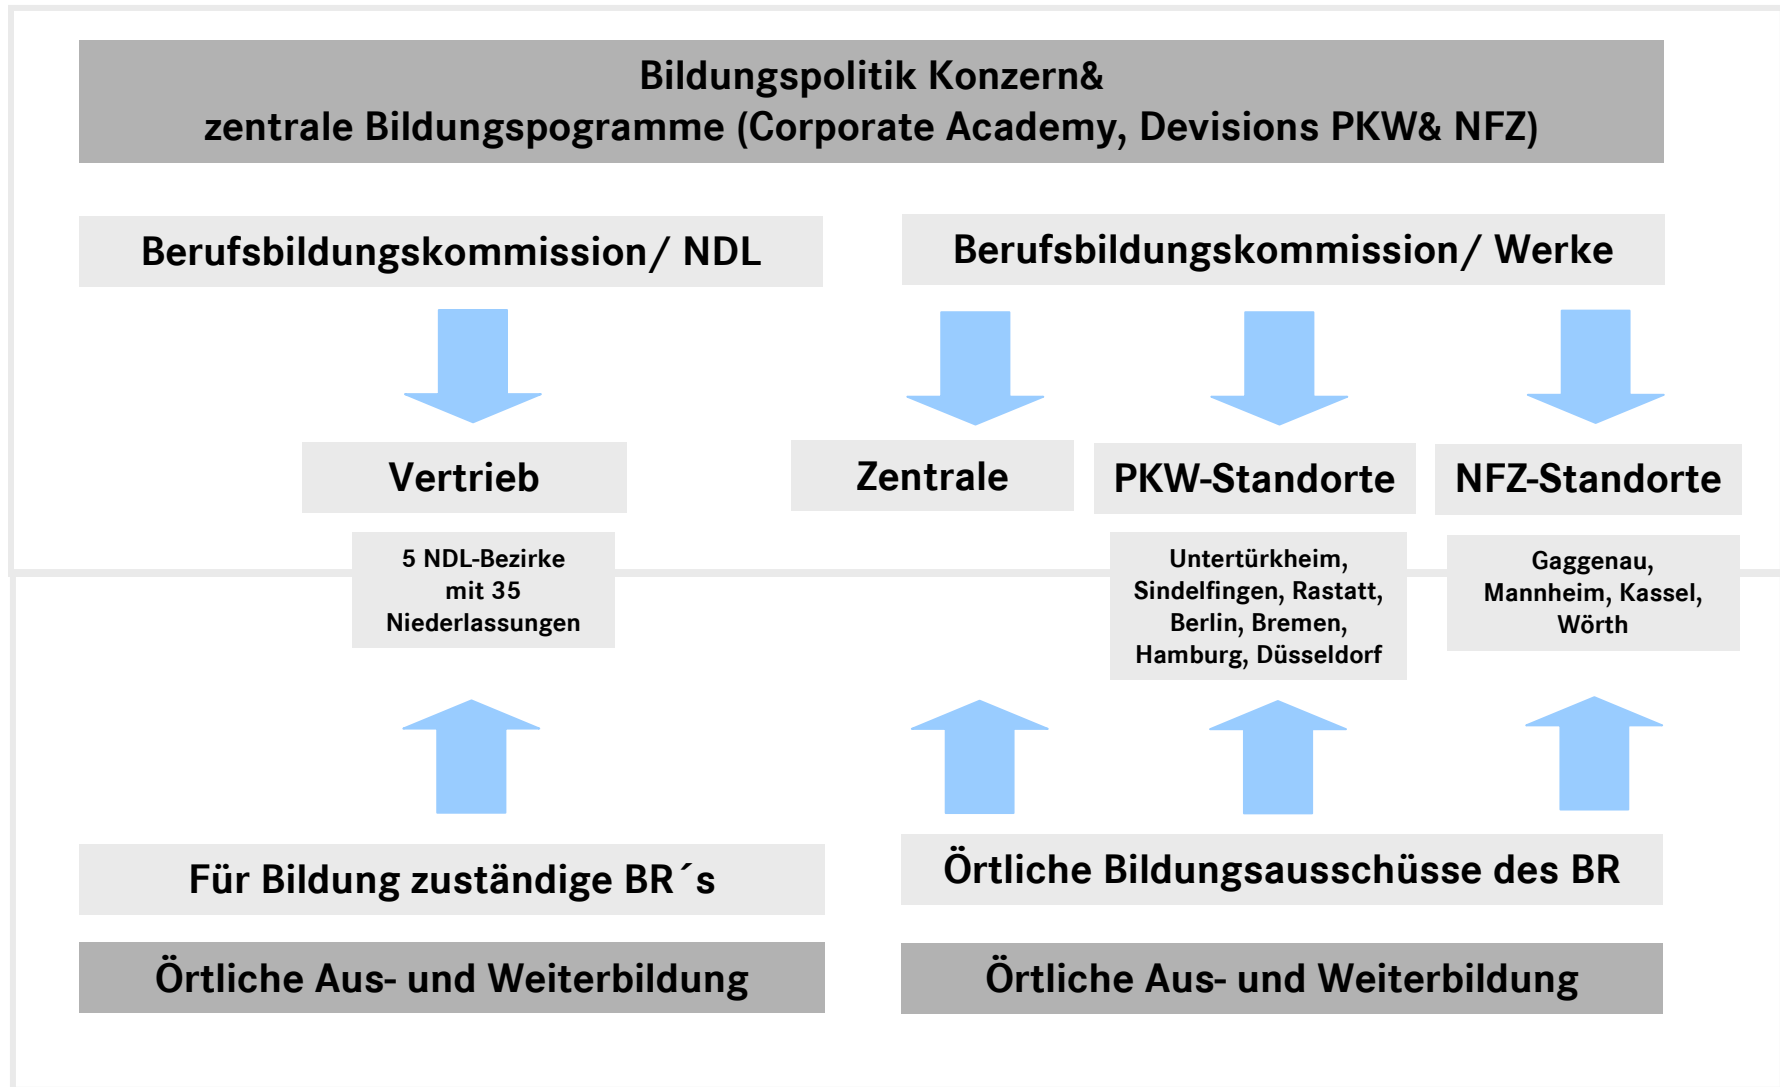 Bildungspolitik Konzern&
zentrale Bildungspogramme (Corporate Academy, Devisions PKW& NFZ)
Berufsbildungskommission/ NDL
Berufsbildungskommission/ Werke
Vertrieb
Zentrale
PKW-Standorte
NFZ-Standorte
5 NDL-Bezirke
mit 35
Niederlassungen
Untertürkheim,
Sindelfingen, Rastatt,
Berlin, Bremen,
Hamburg, Düsseldorf
Gaggenau,
Mannheim, Kassel,
Wörth
Für Bildung zuständige BR´s
Örtliche Bildungsausschüsse des BR
Örtliche Aus- und Weiterbildung
Örtliche Aus- und Weiterbildung